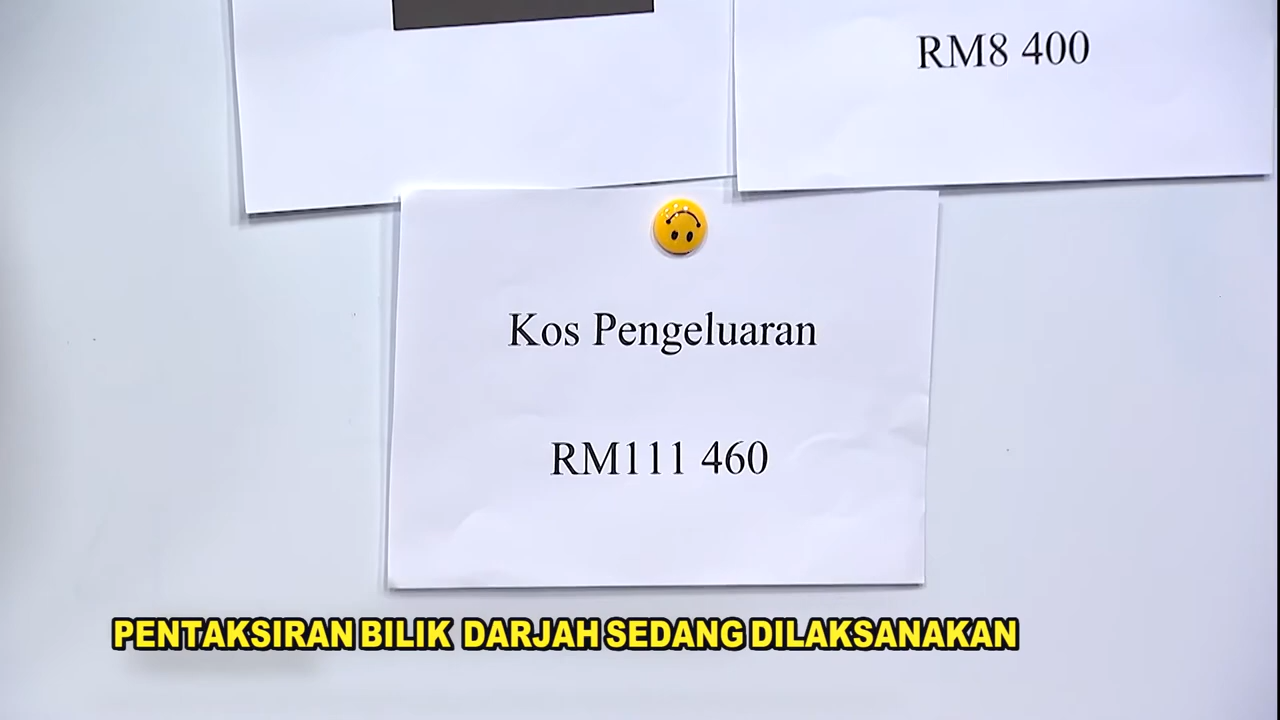 RM8 400
Kos Pengeluaran
RM111 460
PENTAKSIRAN BILIK DARJAH SEDANG DILAKSANAKAN